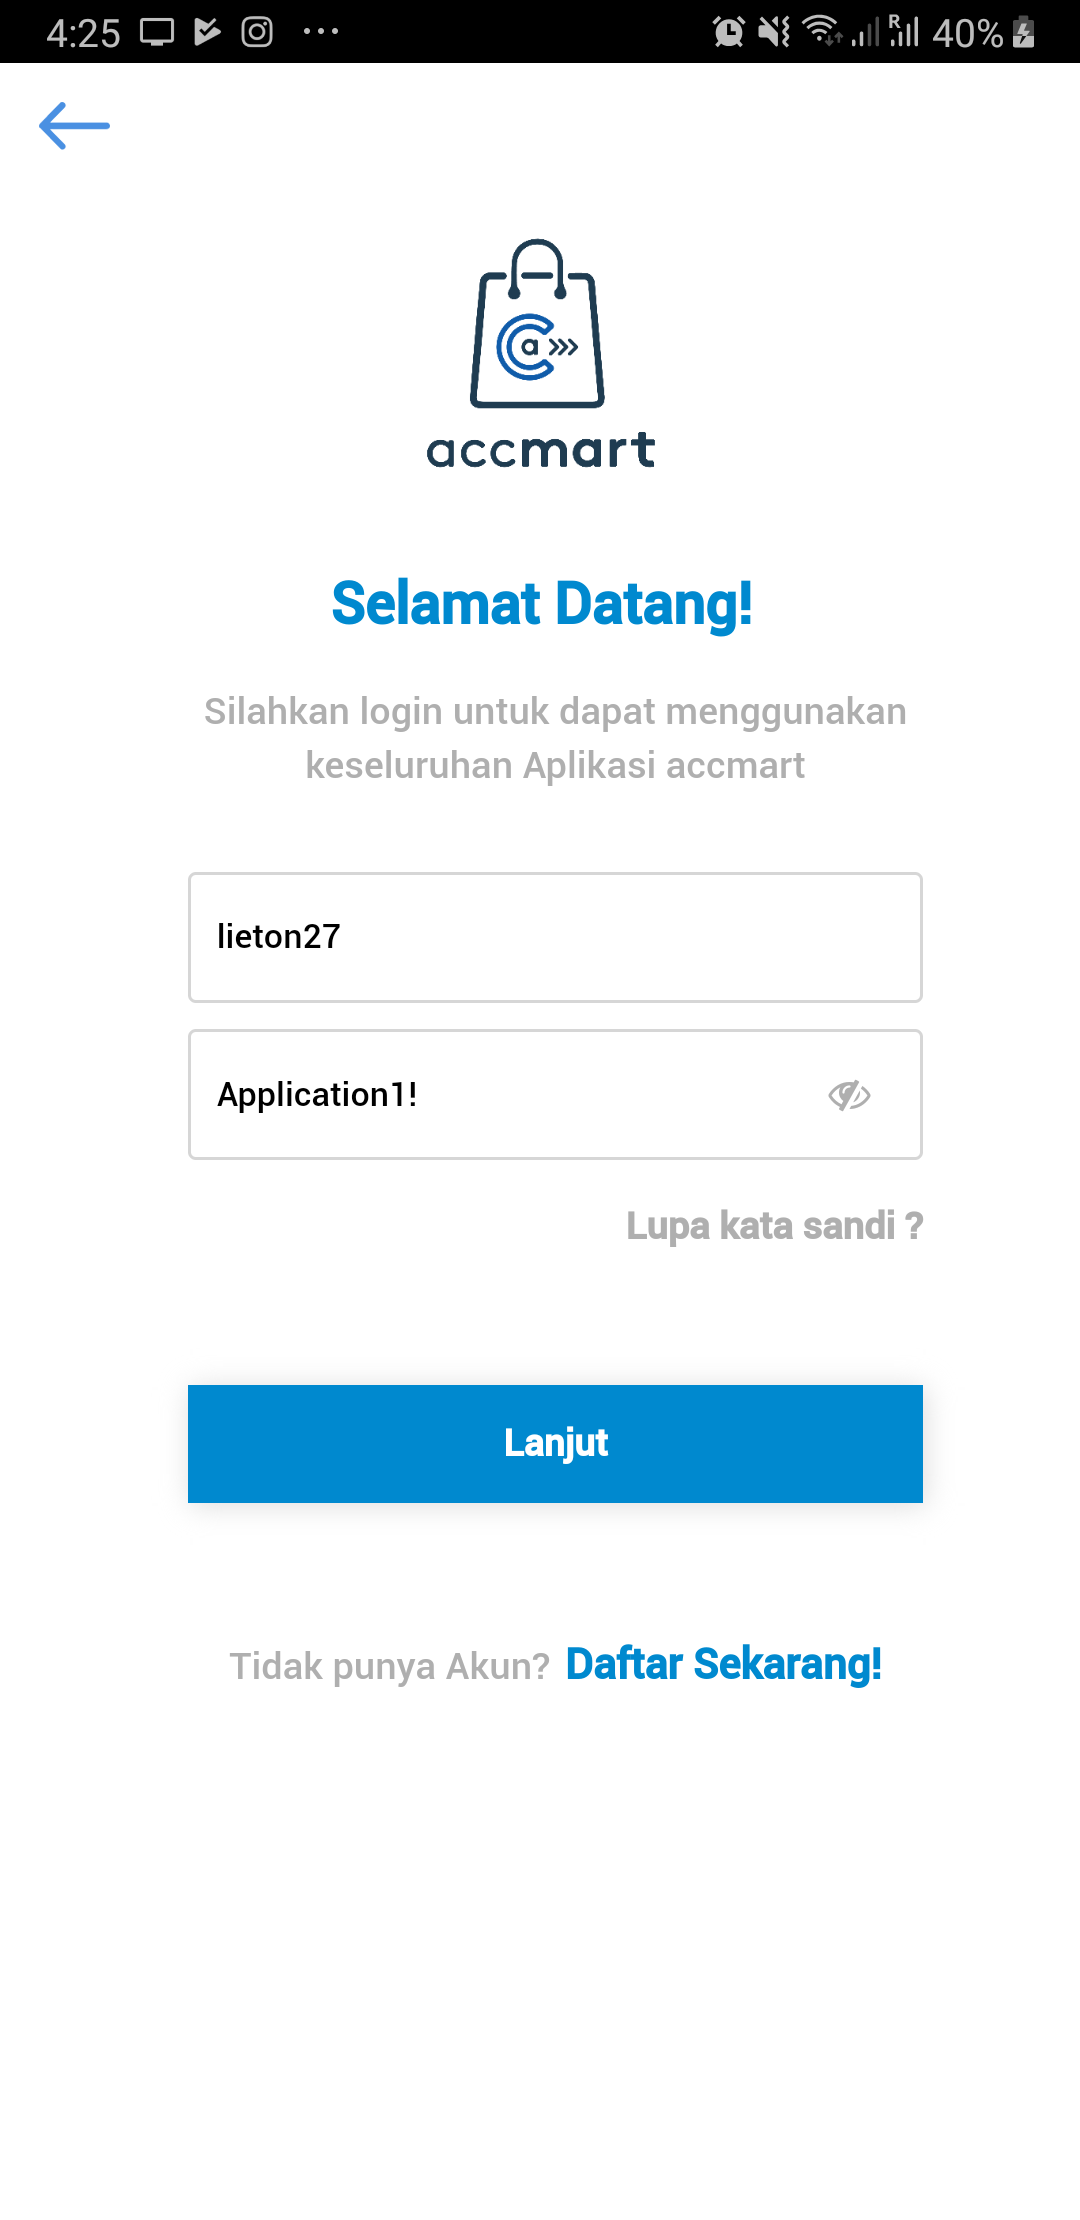 4:25
R
40%
a
accmart
Selamat Datang!
Silahkan login untuk dapat menggunakan
keseluruhan Aplikasi accmart
lieton27
Application1!
Lupa kata sandi ?
Lanjut
Tidak punya Akun? Daftar Sekarang!